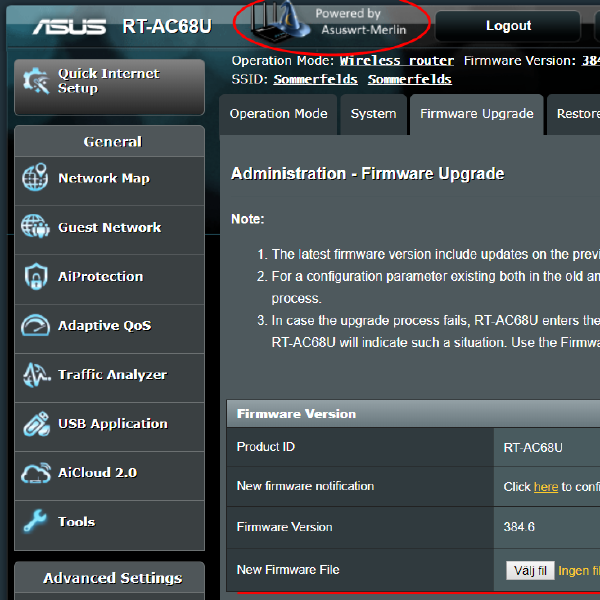 ASUS RT-AC68U
Powered by
Asuswrt-Merlin
Logout
Quick Internet
Setup
General
Network Map
Guest Network
AiProtection
Adaptive QoS
Traffic Analyzer
USB Application
AiCloud 2.0
Tools
Advanced Settings
Operation Mode: Wireless router Firmware Version: 384
SSID: Sommerfelds Sommerfelds
Operation Mode System Firmware Upgrade Restore
Administration - Firmware Upgrade
Note:
1. The latest firmware version include updates on the previ
2. For a configuration parameter existing both in the old an
process.
3. In case the upgrade process fails, RT-AC68U enters the
RT-AC68U will indicate such a situation. Use the Firmwa
Firmware Version
Product ID RT-AC68U
New firmware notification Click here to confi
Firmware Version 384.6
New Firmware File Välj fil Ingen fil